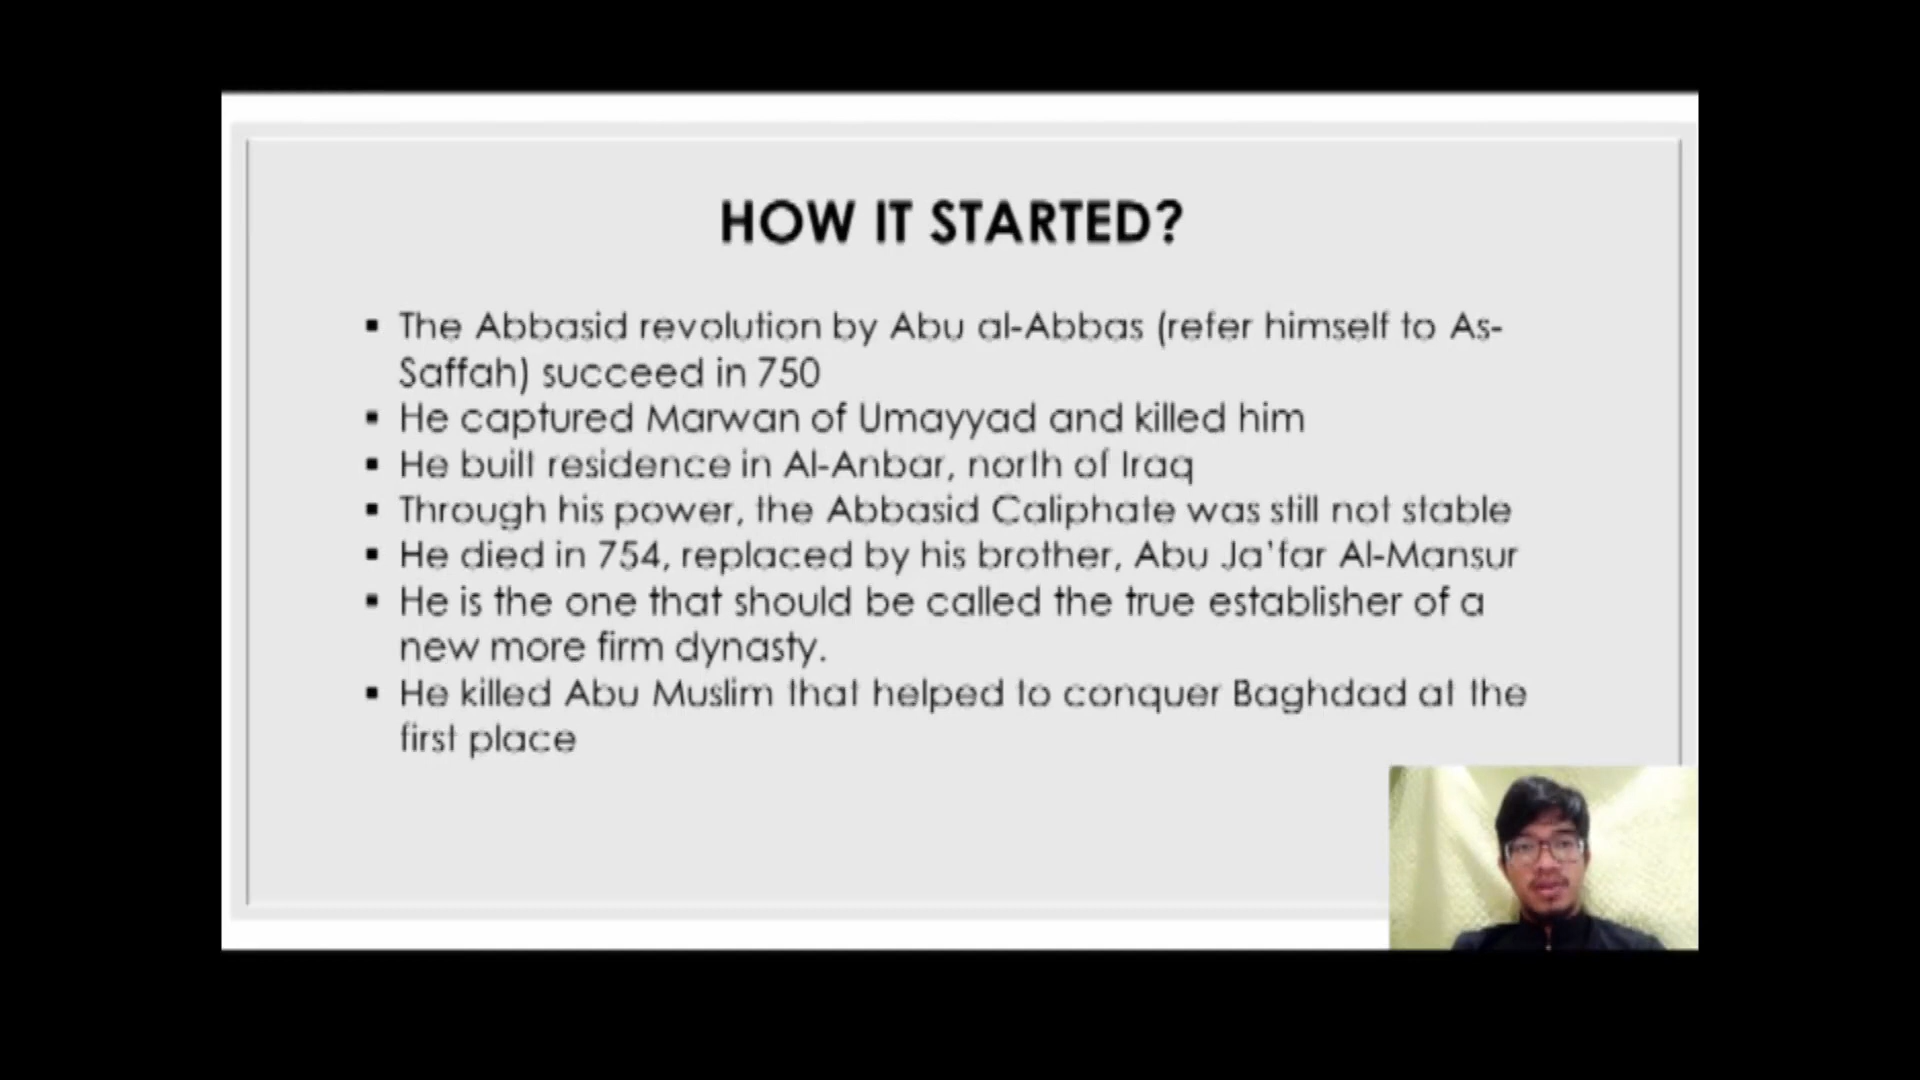 HOW IT STARTED?
▪ The Abbasid revolution by Abu al-Abbas (refer himself to As-
Saffah) succeed in 750
▪ He captured Marwan of Umayyad and killed him
▪ He built residence in Al-Anbar, north of Iraq
▪ Through his power, the Abbasid Caliphate was still not stable
▪ He died in 754, replaced by his brother, Abu Ja'far Al-Mansur
▪ He is the one that should be called the true establisher of a
new more firm dynasty.
▪ He killed Abu Muslim that helped to conquer Baghdad at the
first place